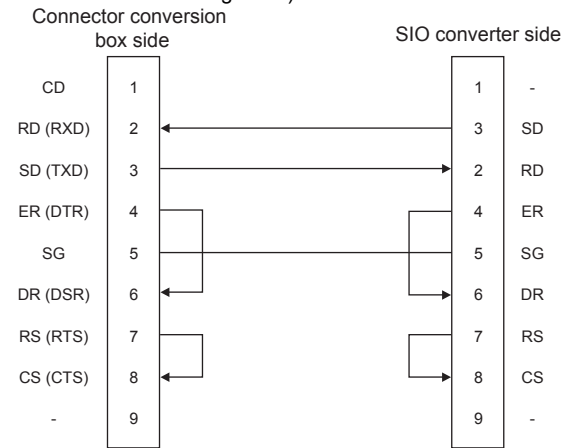 Connector conversion
box side
SIO converter side
CD 1 1 -
RD (RXD) 2 3 SD
SD (TXD) 3 2 RD
ER (DTR) 4 4 ER
SG 5 5 SG
DR (DSR) 6 6 DR
RS (RTS) 7 7 RS
CS (CTS) 8 8 CS
- 9 9 -